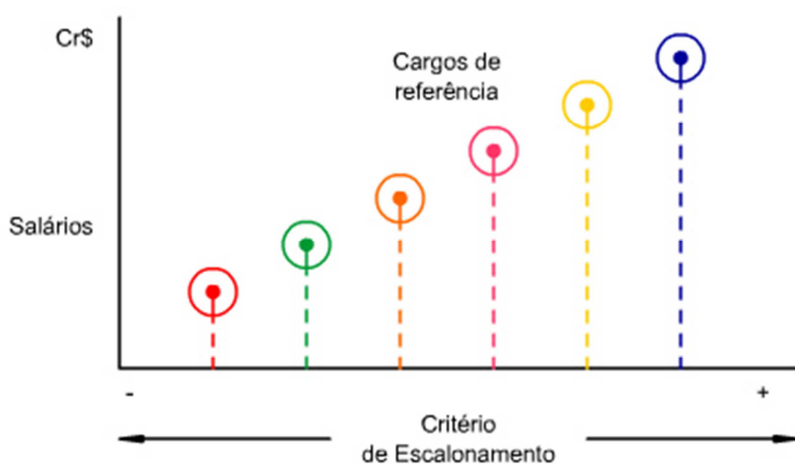 Cr$
Cargos de
referência
Salários
-
+
Critério
de Escalonamento